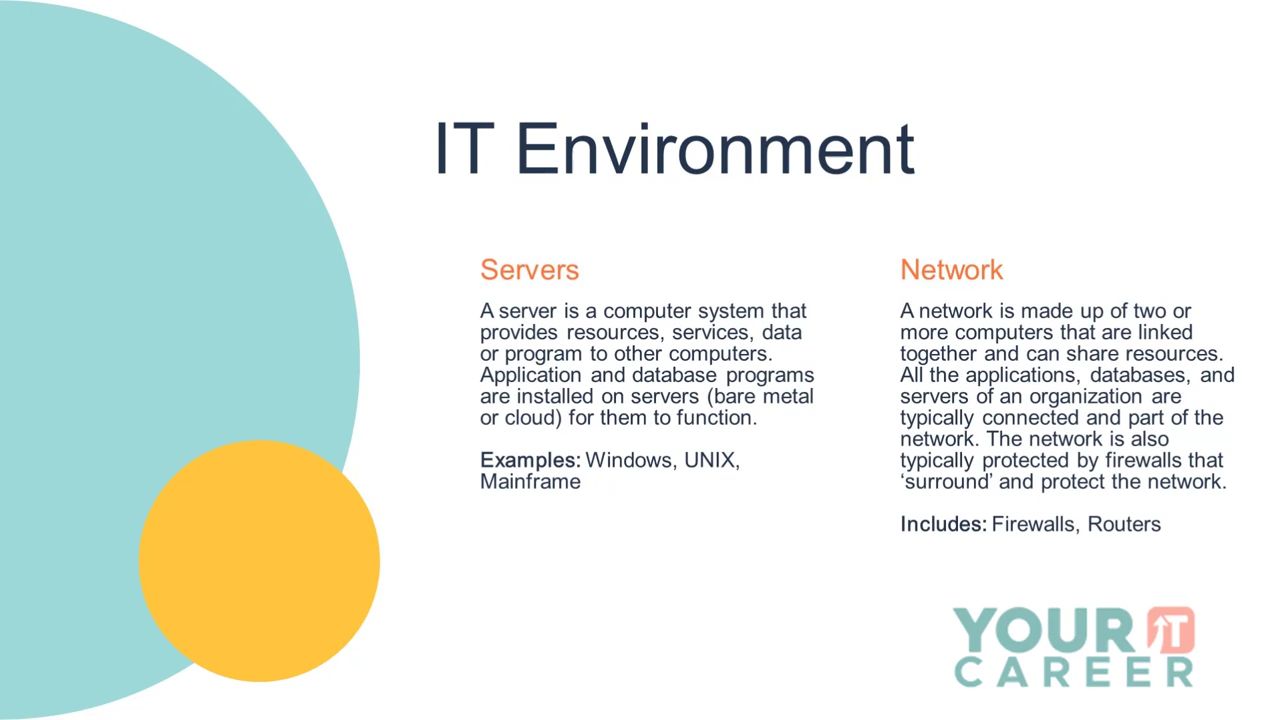 IT Environment
Servers
A server is a computer system that
provides resources, services, data
or program to other computers.
Application and database programs
are installed on servers (bare metal
or cloud) for them to function.
Examples: Windows, UNIX,
Mainframe
Network
A network is made up of two or
more computers that are linked
together and can share resources.
All the applications, databases, and
servers of an organization are
typically connected and part of the
network. The network is also
typically protected by firewalls that
‘surround’ and protect the network.
Includes: Firewalls, Routers
YOUR IT
CAREER